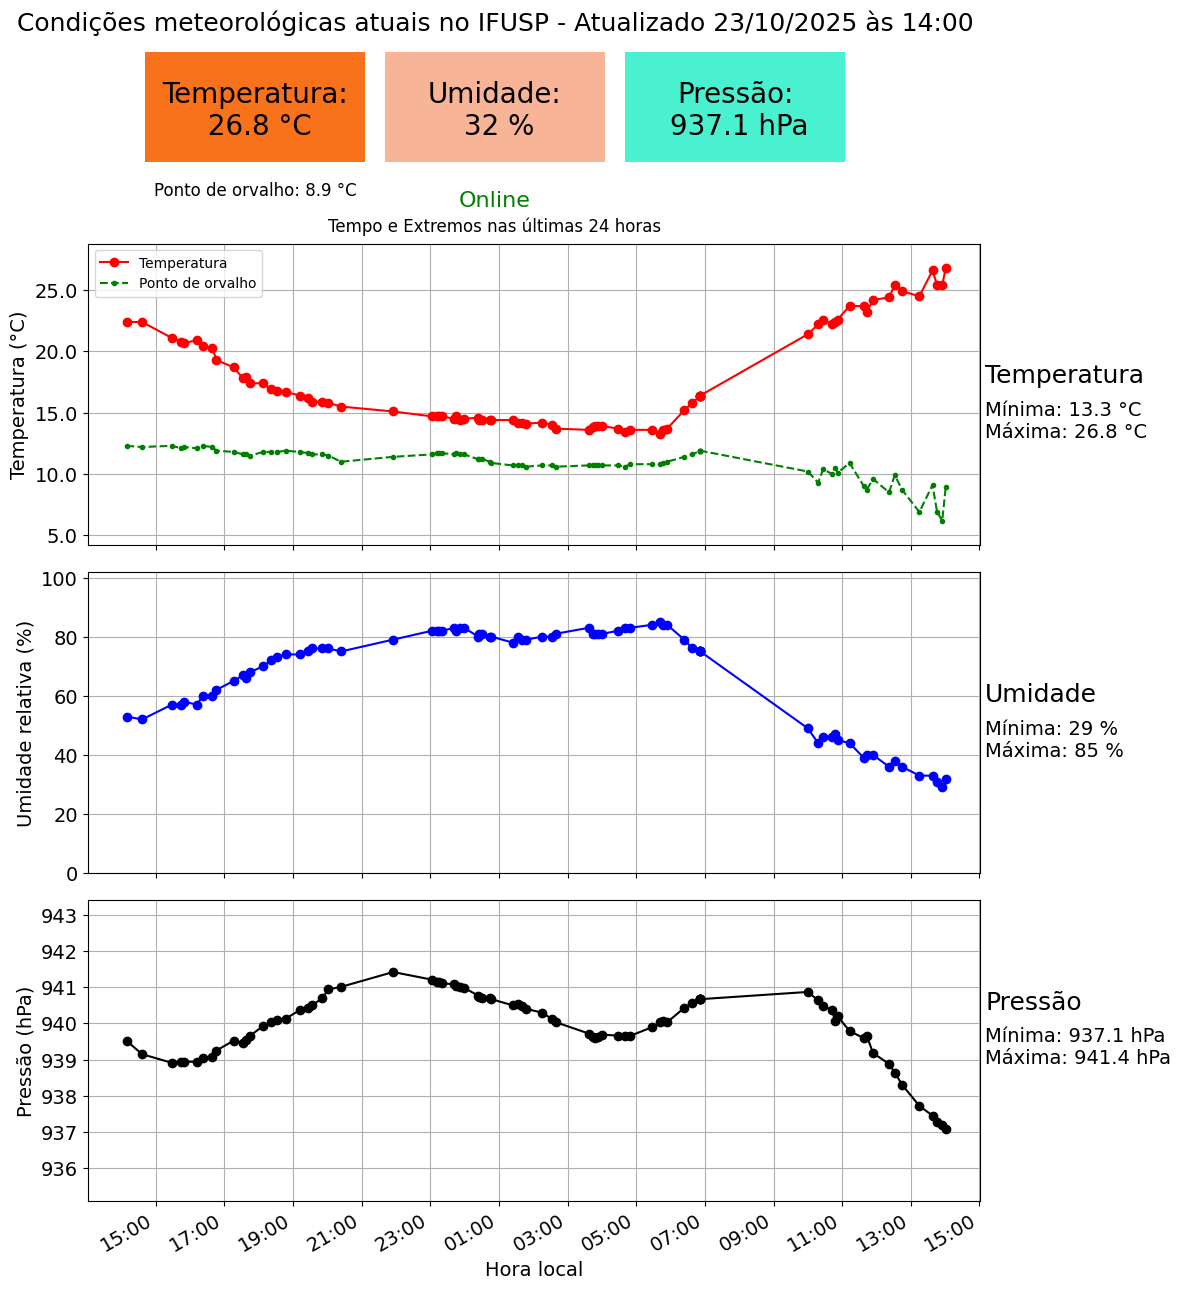 Condições meteorológicas atuais no IFUSP - Atualizado 23/10/2025 às 14:00
Temperatura:
26.8 °C
Umidade:
32 %
Pressão:
937.1 hPa
Ponto de orvalho: 8.9 °C
Online
Tempo e Extremos nas últimas 24 horas
Temperatura
Ponto de orvalho
Temperatura (°C)
25.0
20.0
15.0
10.0
5.0
Temperatura
Mínima: 13.3 °C
Máxima: 26.8 °C
Umidade relativa (%)
100
80
60
40
20
0
Umidade
Mínima: 29 %
Máxima: 85 %
Pressão (hPa)
943
942
941
940
939
938
937
936
Pressão
Mínima: 937.1 hPa
Máxima: 941.4 hPa
15:00 17:00 19:00 21:00 23:00 01:00 03:00 05:00 07:00 09:00 11:00 13:00 15:00
Hora local